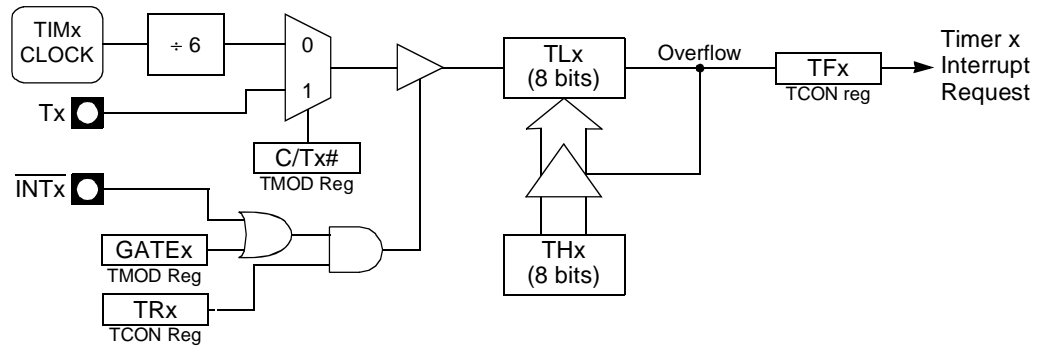 TIMx
CLOCK
÷ 6
0
1
Tx
C/Tx#
TMOD Reg
TLx
(8 bits)
Overflow
TFx
TCON reg
Timer x
Interrupt
Request
INTx
GATEx
TMOD Reg
TRx
TCON Reg
THx
(8 bits)